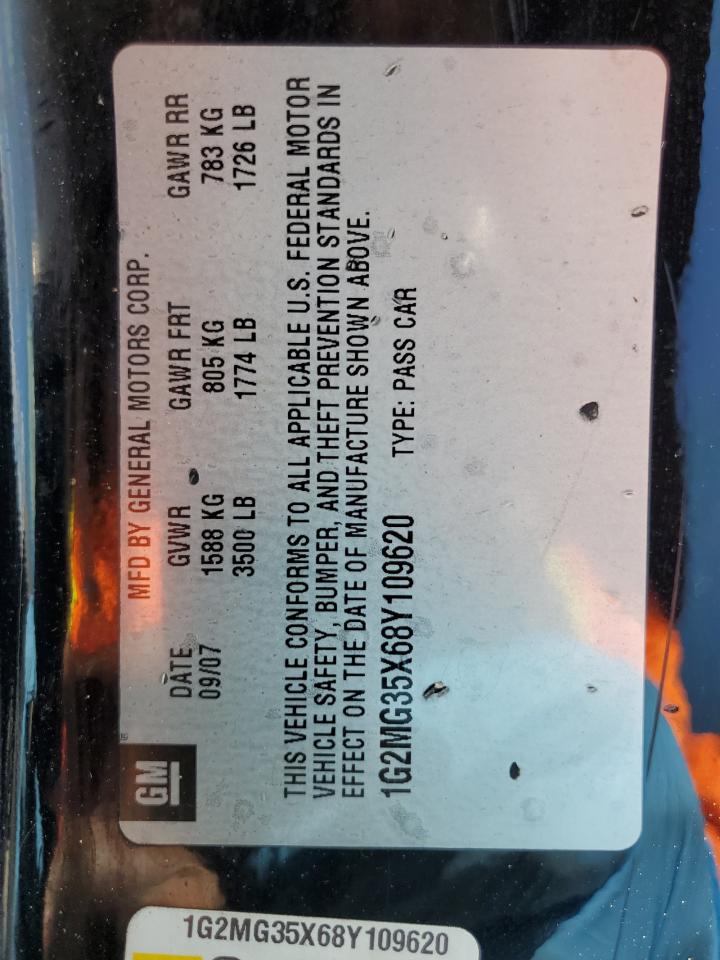 GM
MFD BY GENERAL MOTORS CORP.
DATE GVWR GAWR FRT GAWR RR
09/07 1588 KG 805 KG 783 KG
3500 LB 1774 LB 1726 LB
THIS VEHICLE CONFORMS TO ALL APPLICABLE U.S. FEDERAL MOTOR
VEHICLE SAFETY, BUMPER, AND THEFT PREVENTION STANDARDS IN
EFFECT ON THE DATE OF MANUFACTURE SHOWN ABOVE.
1G2MG35X68Y109620 TYPE: PASS CAR
1G2MG35X68Y109620